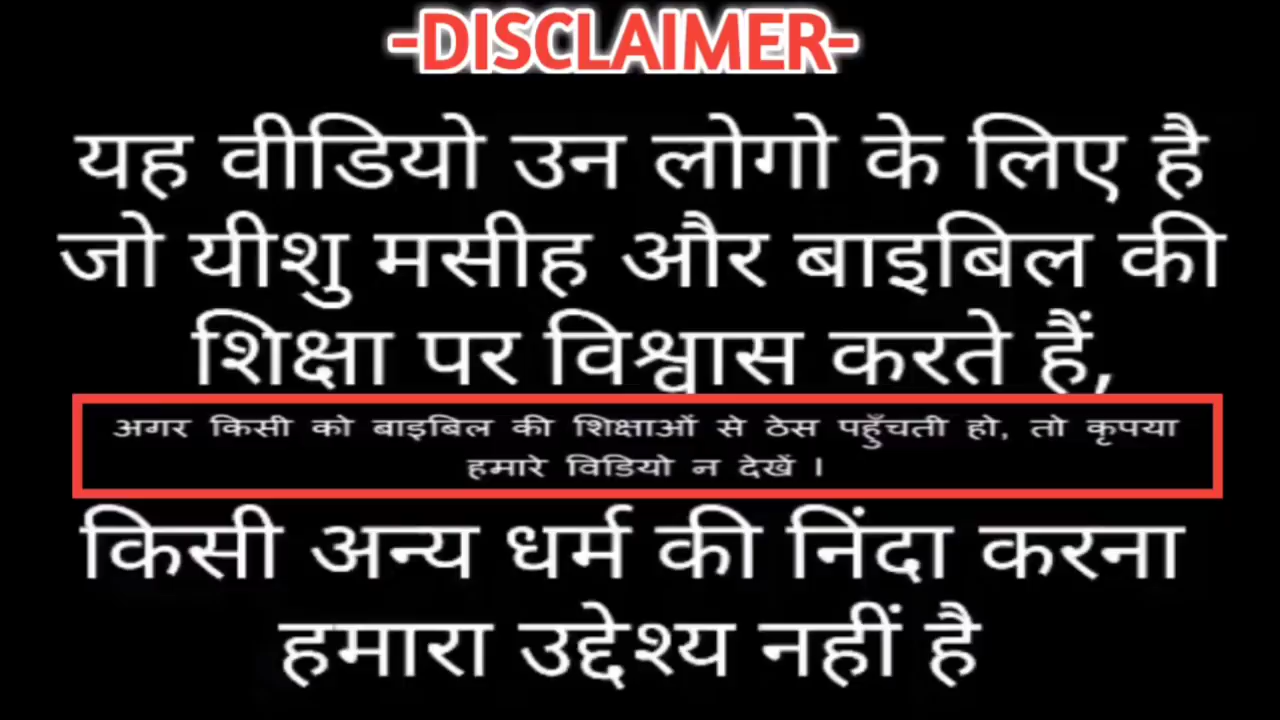 -DISCLAIMER-
यह वीडियो उन लोगो के लिए है
जो यीशु मसीह और बाइबिल की
शिक्षा पर विश्वास करते हैं,
अगर किसी को बाइबिल की शिक्षाओं से ठेस पहुँचती हो, तो कृपया
हमारे विडियो न देखें ।
किसी अन्य धर्म की निंदा करना
हमारा उद्देश्य नहीं है